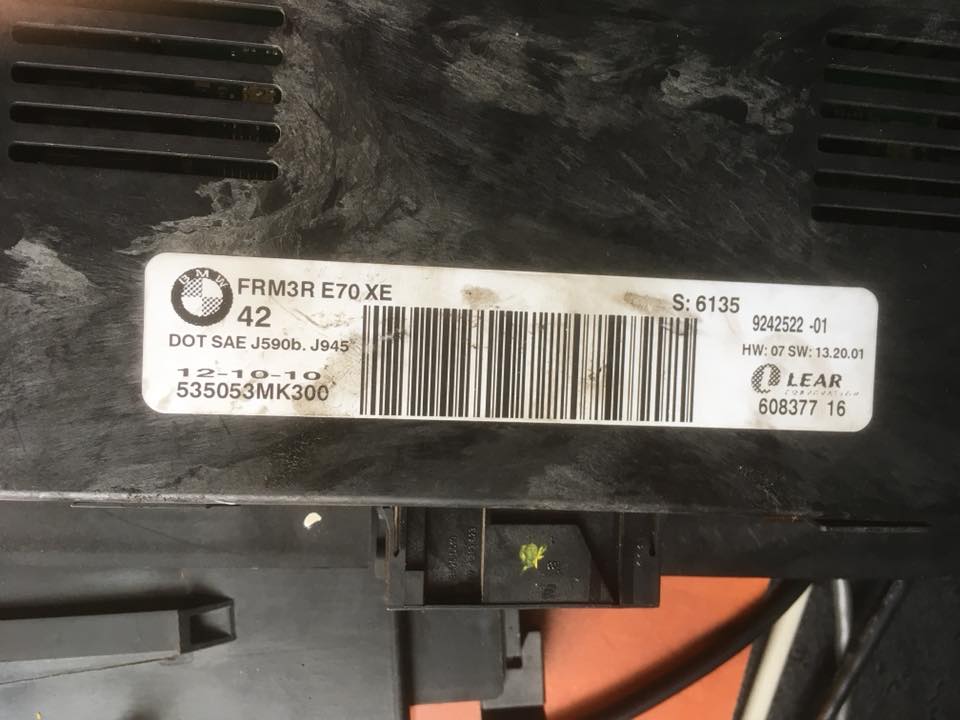 BMW
FRM3R E70 XE
42
DOT SAE J590b. J945
12-10-10
535053MK300
S: 6135
9242522 -01
HW: 07 SW: 13.20.01
LEAR
CORPORATION
608377 16